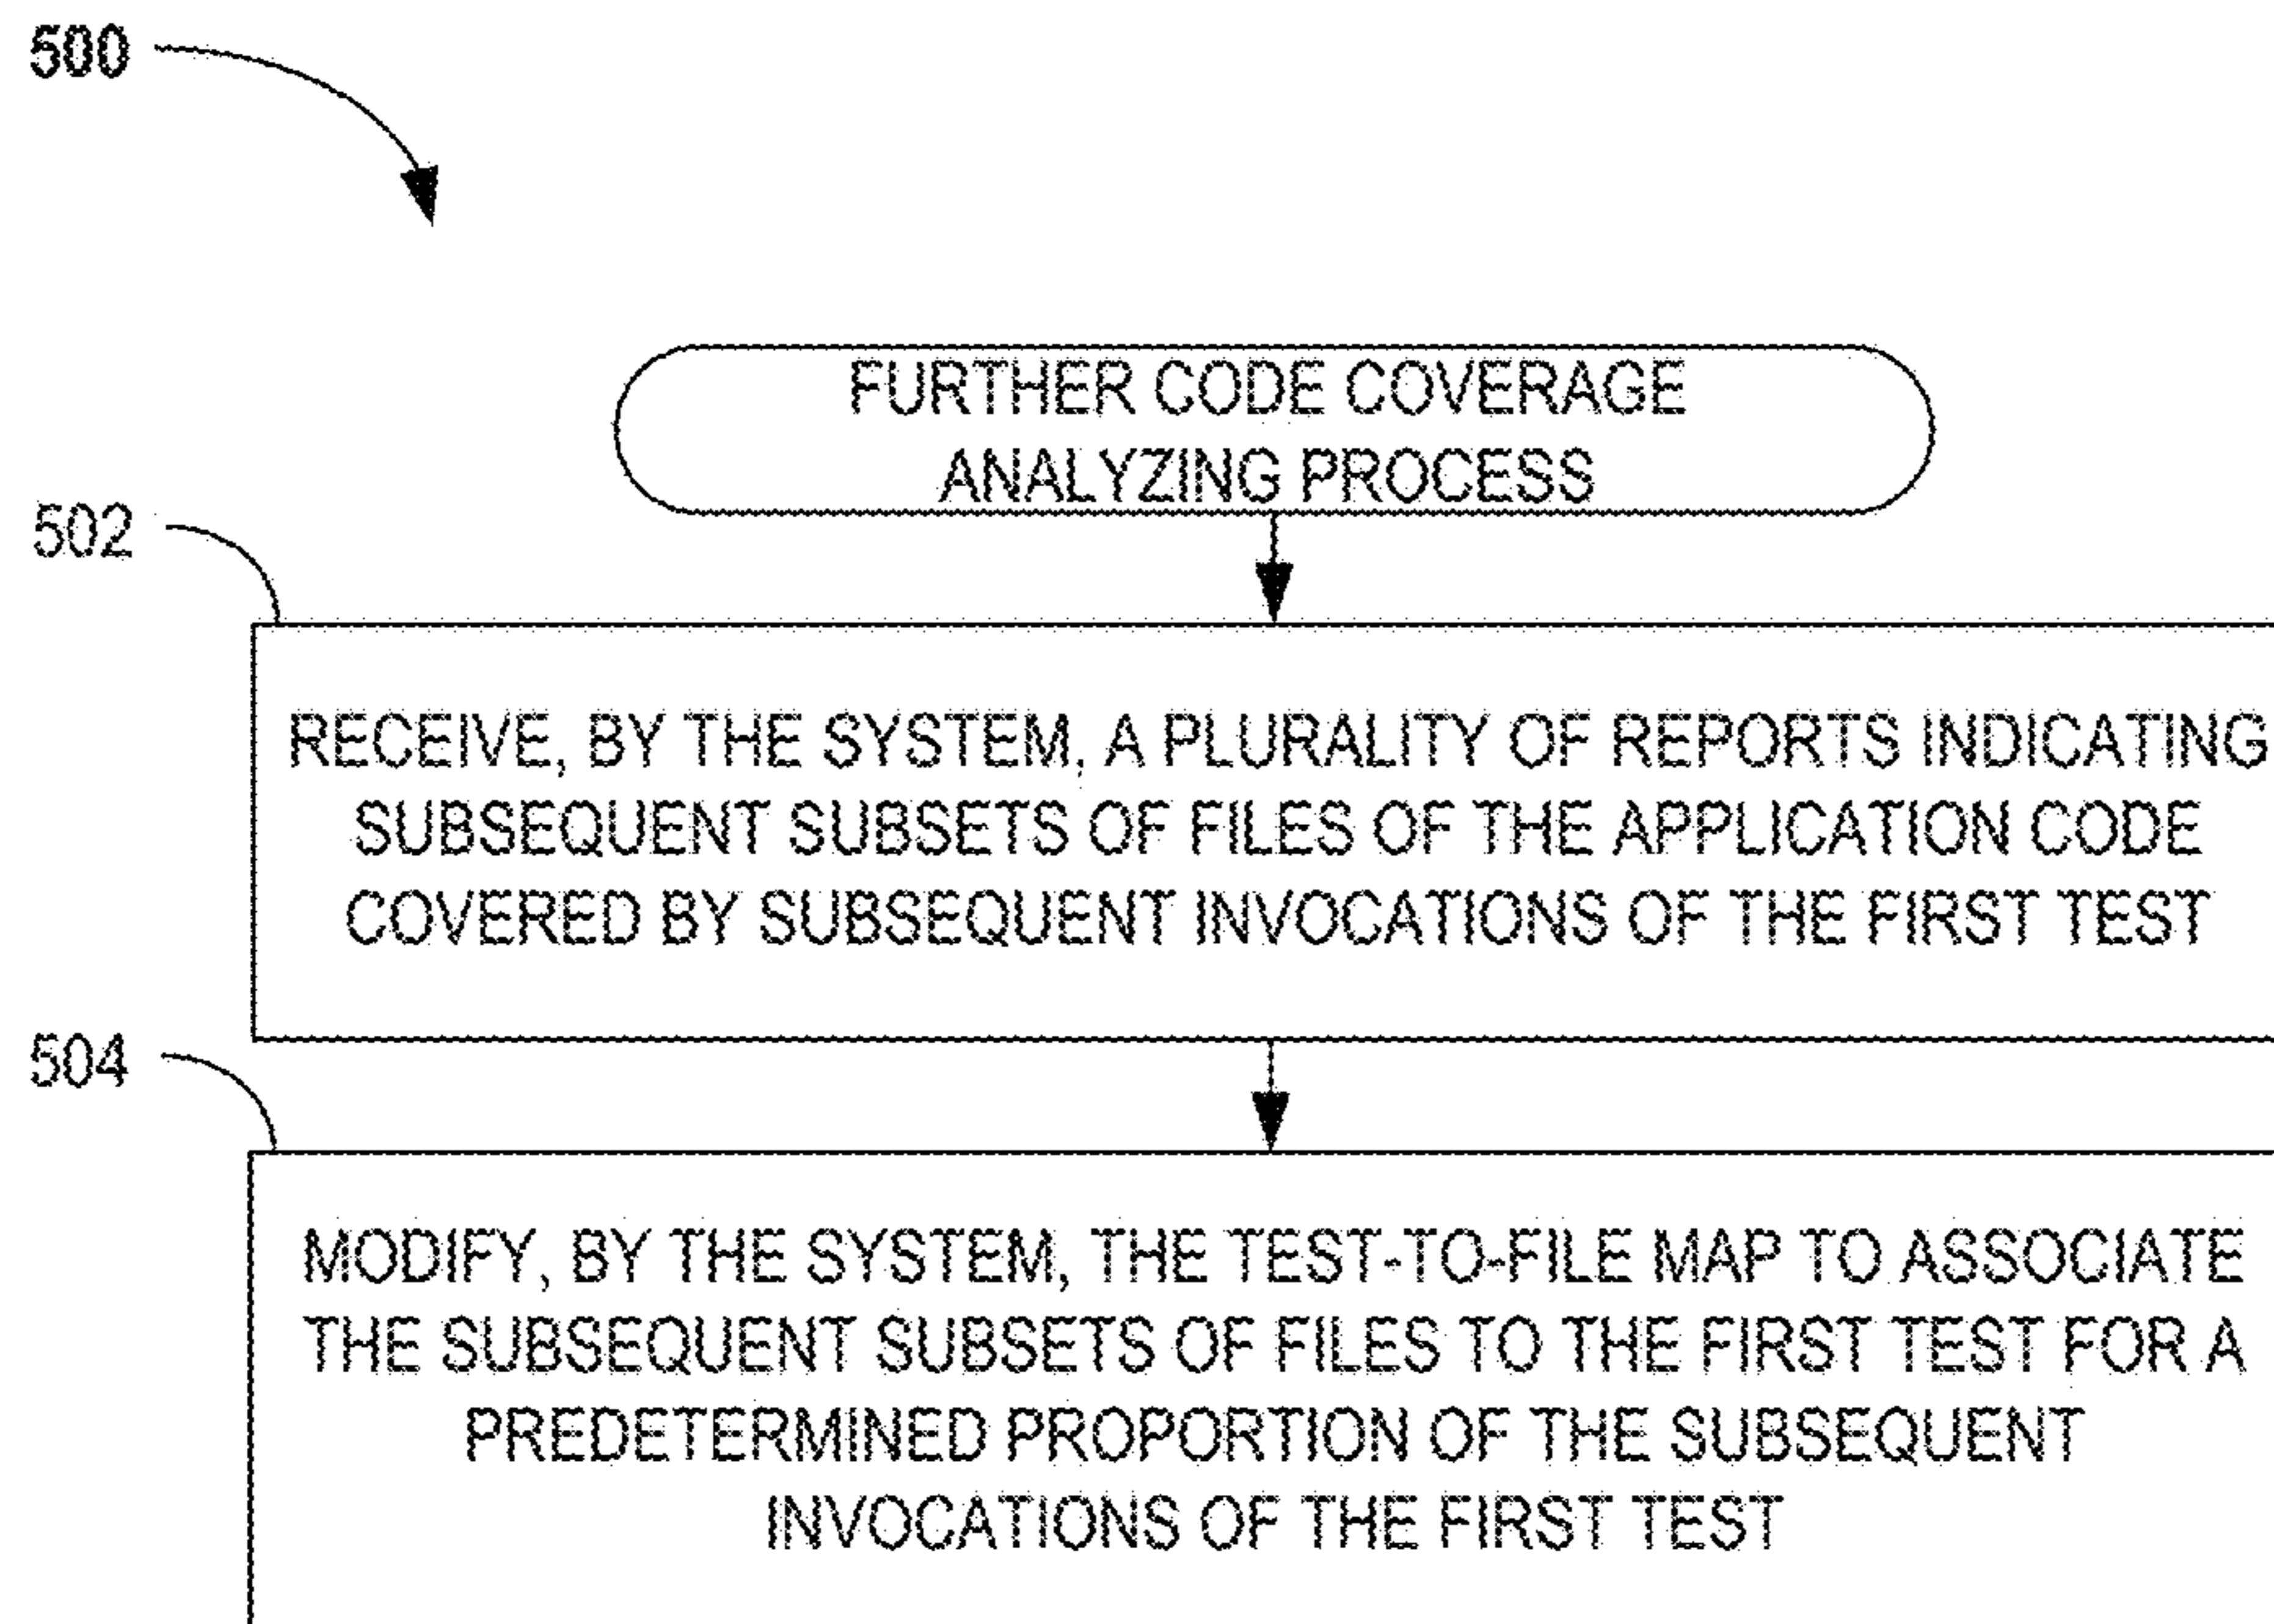 500
FURTHER CODE COVERAGE
ANALYZING PROCESS
502
RECEIVE, BY THE SYSTEM, A PLURALITY OF REPORTS INDICATING
SUBSEQUENT SUBSETS OF FILES OF THE APPLICATION CODE
COVERED BY SUBSEQUENT INVOCATIONS OF THE FIRST TEST
504
MODIFY, BY THE SYSTEM, THE TEST-TO-FILE MAP TO ASSOCIATE
THE SUBSEQUENT SUBSETS OF FILES TO THE FIRST TEST FOR A
PREDETERMINED PROPORTION OF THE SUBSEQUENT
INVOCATIONS OF THE FIRST TEST